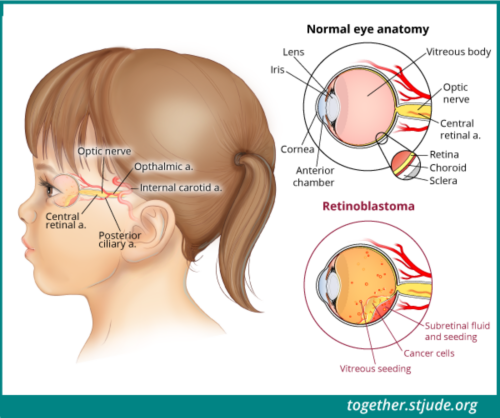 Normal eye anatomy
Lens
Iris
Vitreous body
Optic
nerve
Central
retinal a.
Cornea
Anterior
chamber
Retina
Choroid
Sclera
Optic nerve
Opthalmic a.
Internal carotid a.
Central
retinal a.
Posterior
ciliary a.
Retinoblastoma
Subretinal fluid
and seeding
Cancer cells
Vitreous seeding
together.stjude.org